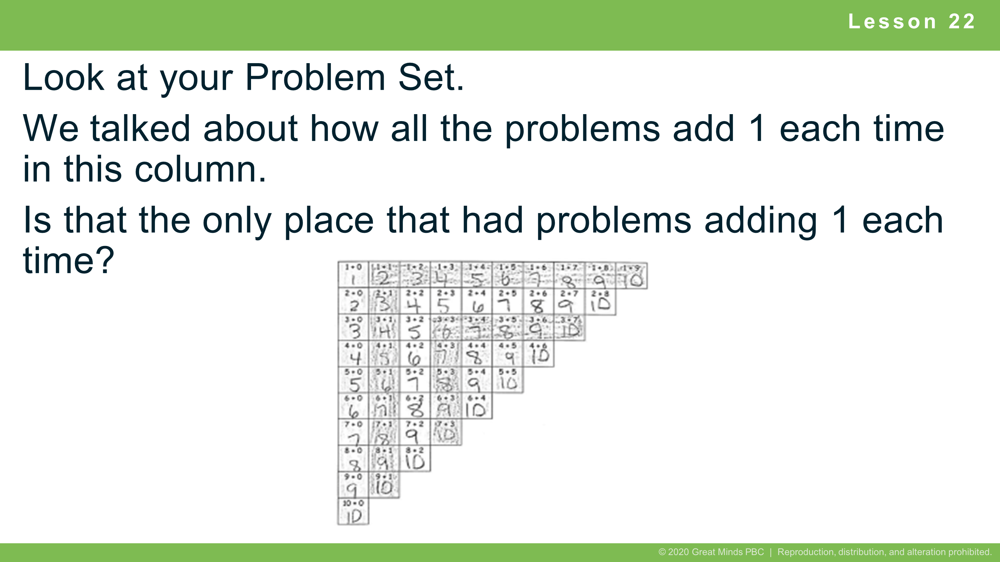 Lesson 22
Look at your Problem Set.
We talked about how all the problems add 1 each time
in this column.
Is that the only place that had problems adding 1 each
time?
1+0 1+1 1+2 1+3 1+4 1+5 1+6 1+7 1+8 1+9
1 2 3 4 5 6 7 8 9 10
2+0 2+1 2+2 2+3 2+4 2+5 2+6 2+7 2+8
2 3 4 5 6 7 8 9 10
3+0 3+1 3+2 3+3 3+4 3+5 3+6 3+7
3 4 5 6 7 8 9 10
4+0 4+1 4+2 4+3 4+4 4+5 4+6
4 5 6 7 8 9 10
5+0 5+1 5+2 5+3 5+4 5+5
5 6 7 8 9 10
6+0 6+1 6+2 6+3 6+4
6 7 8 9 10
7+0 7+1 7+2 7+3
7 8 9 10
8+0 8+1 8+2
8 9 10
9+0 9+1
9 10
10+0
10
© 2020 Great Minds PBC | Reproduction, distribution, and alteration prohibited.